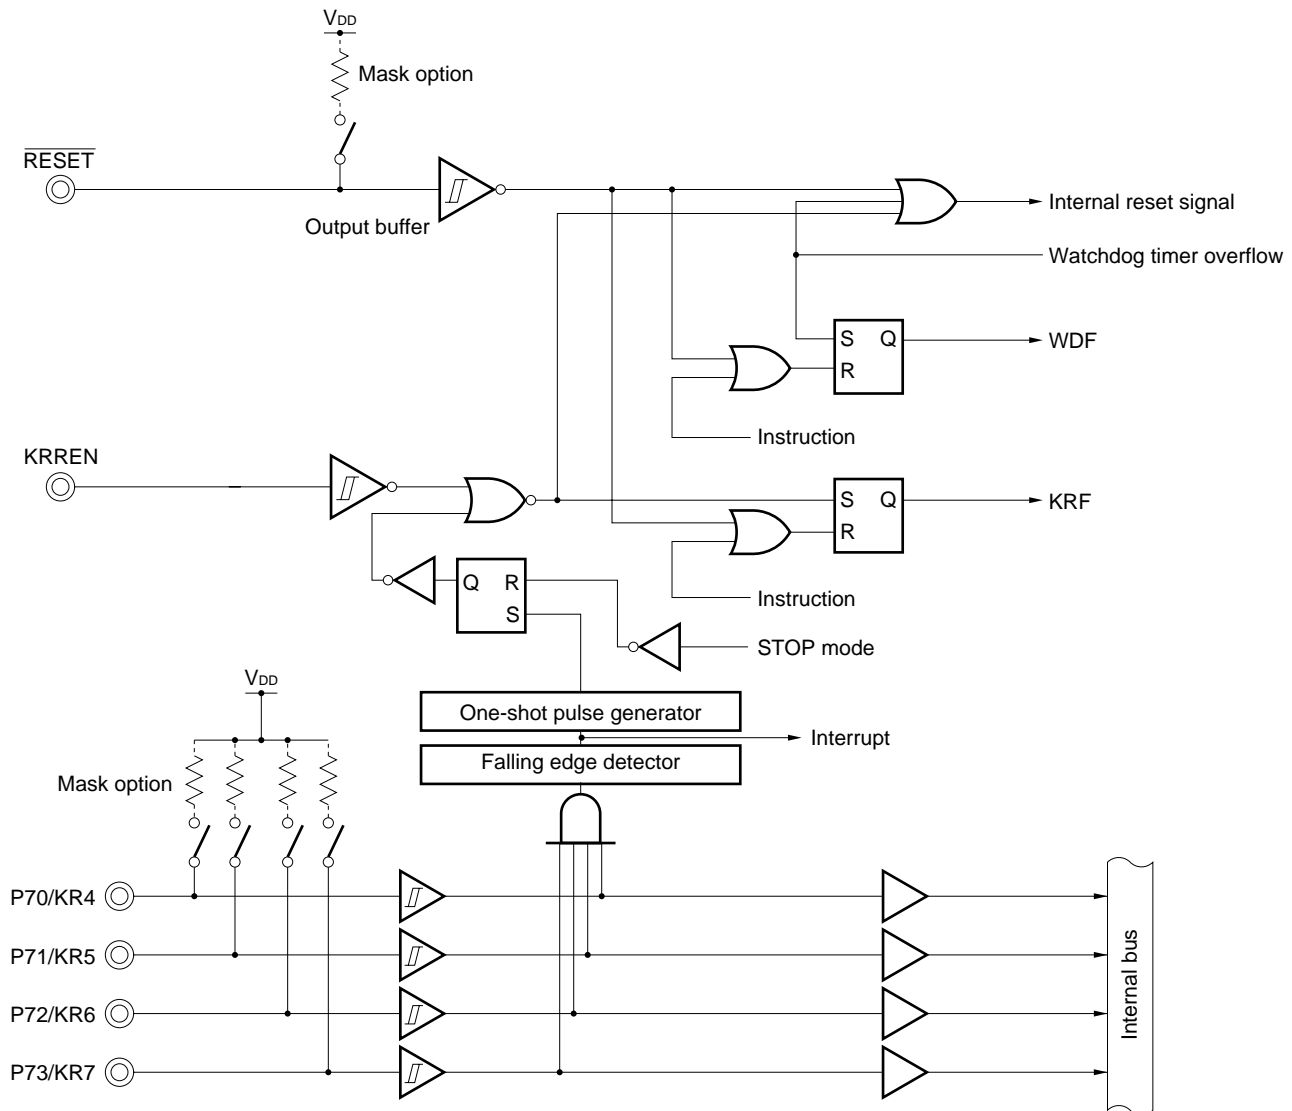 VDD
Mask option
RESET
Output buffer
Internal reset signal
Watchdog timer overflow
S Q
R
WDF
Instruction
KRREN
S Q
R
KRF
Q R
S
Instruction
STOP mode
VDD
One-shot pulse generator
Interrupt
Falling edge detector
Mask option
P70/KR4
P71/KR5
P72/KR6
P73/KR7
Internal bus